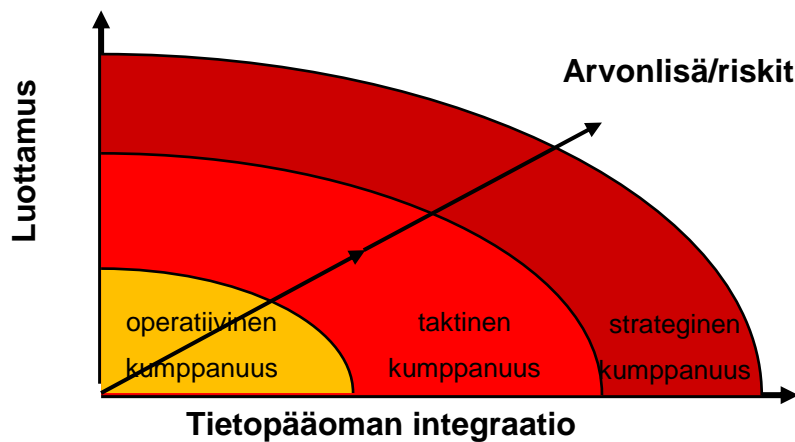 Arvonlisä/riskit
Luottamus
operatiivinen
kumppanuus
taktinen
kumppanuus
strateginen
kumppanuus
Tietopääoman integraatio